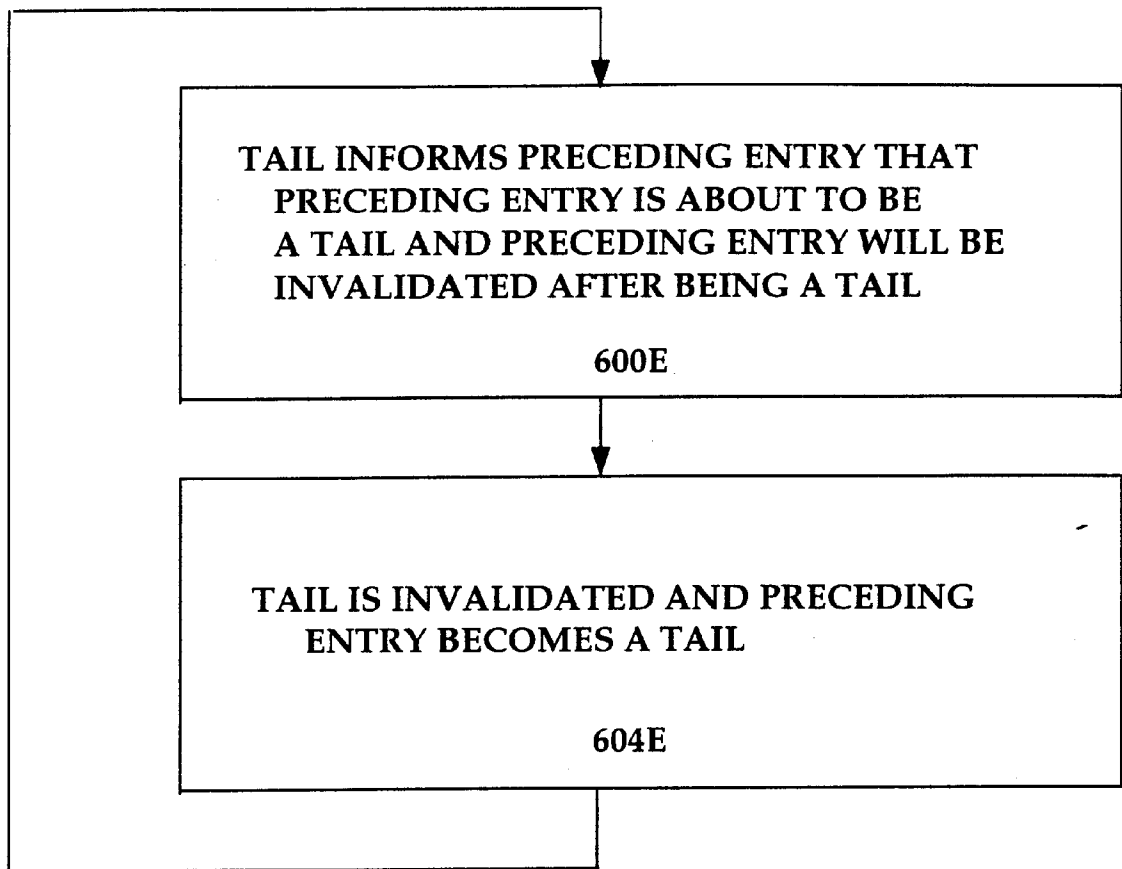 TAIL INFORMS PRECEDING ENTRY THAT
PRECEDING ENTRY IS ABOUT TO BE
A TAIL AND PRECEDING ENTRY WILL BE
INVALIDATED AFTER BEING A TAIL
600E
TAIL IS INVALIDATED AND PRECEDING
ENTRY BECOMES A TAIL
604E